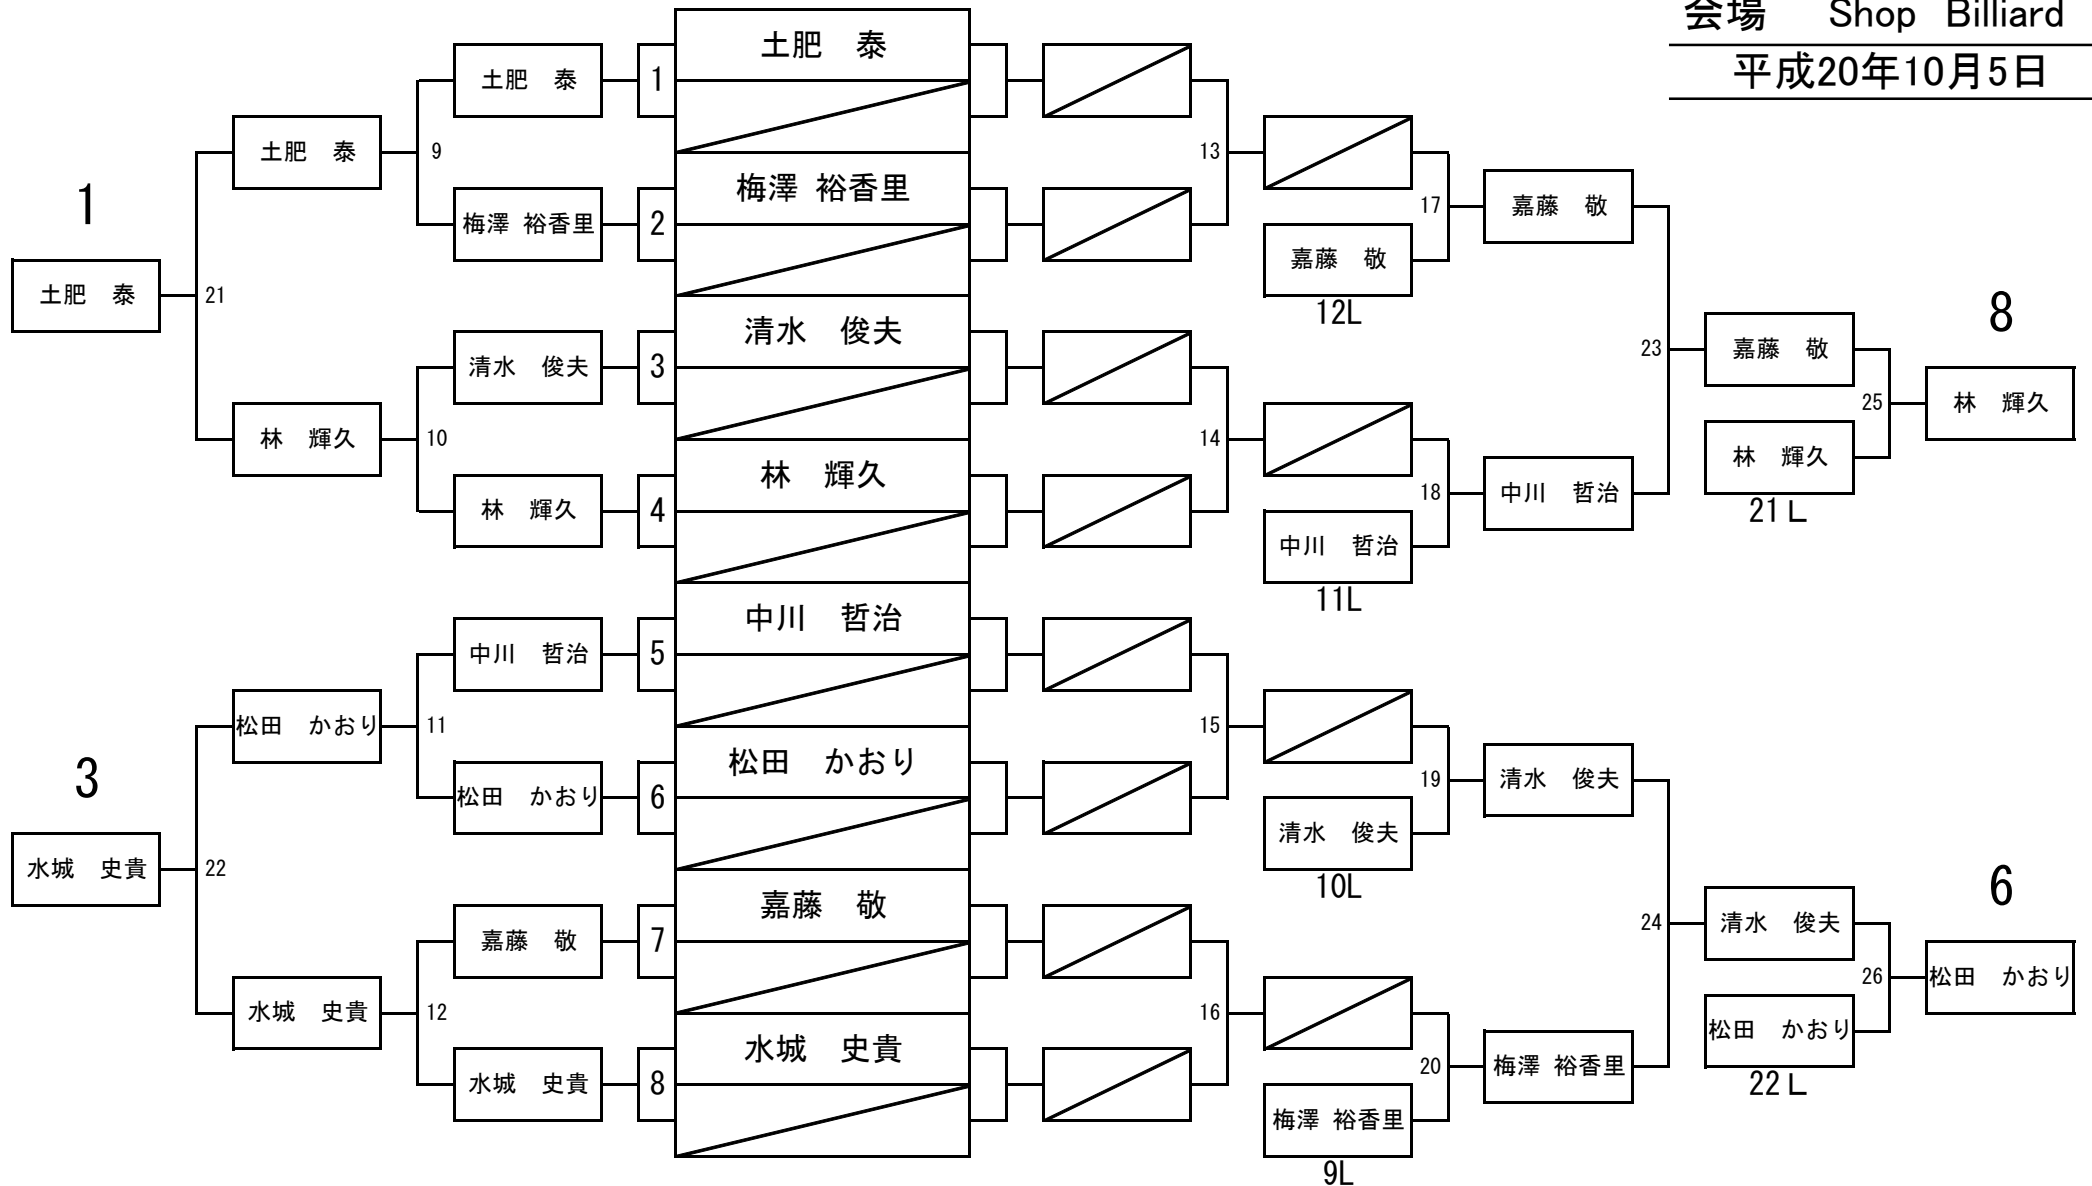 会場 Shop Billiard
平成20年10月5日
1
土肥 泰
21
土肥 泰
9
土肥 泰
1
梅澤 裕香里
2
林 輝久
10
清水 俊夫
3
林 輝久
4
3
水城 史貴
22
松田 かおり
11
中川 哲治
5
松田 かおり
6
水城 史貴
12
嘉藤 敬
7
水城 史貴
8
土肥 泰
梅澤 裕香里
清水 俊夫
林 輝久
中川 哲治
松田 かおり
嘉藤 敬
水城 史貴
13
14
15
16
17
嘉藤 敬
12L
18
中川 哲治
11L
19
清水 俊夫
10L
20
梅澤 裕香里
9L
嘉藤 敬
中川 哲治
清水 俊夫
梅澤 裕香里
23
24
嘉藤 敬
25
林 輝久
21L
清水 俊夫
26
松田 かおり
22L
8
林 輝久
6
松田 かおり